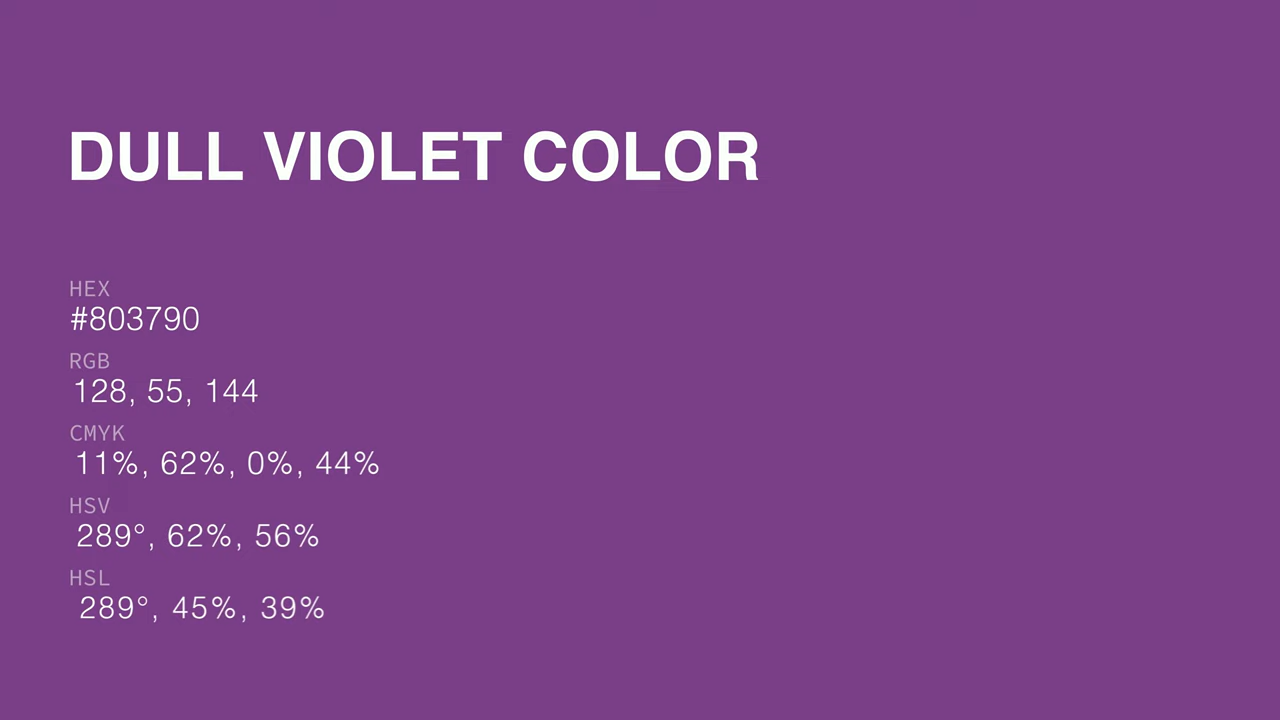 DULL VIOLET COLOR
HEX
#803790
RGB
128, 55, 144
CMYK
11%, 62%, 0%, 44%
HSV
289°, 62%, 56%
HSL
289°, 45%, 39%